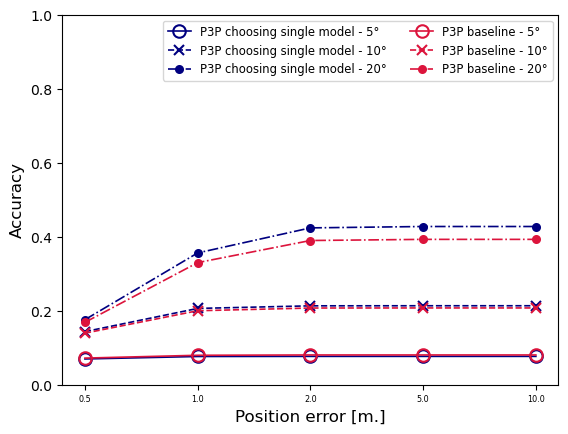 1.0
0.8
0.6
0.4
0.2
0.0
Accuracy
P3P choosing single model - 5°
P3P choosing single model - 10°
P3P choosing single model - 20°
P3P baseline - 5°
P3P baseline - 10°
P3P baseline - 20°
0.5 1.0 2.0 5.0 10.0
Position error [m.]